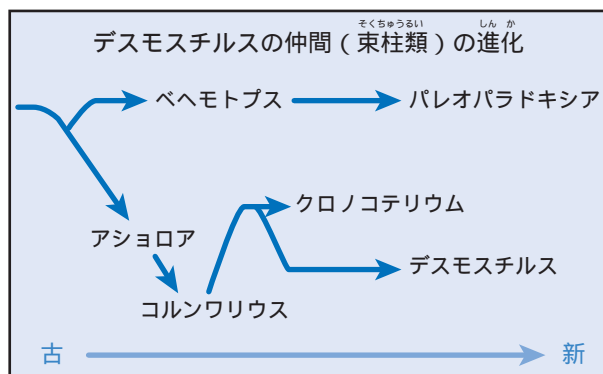 デスモスチルスの仲間(束柱類)の進化
そくちゅうるい
しんか
ベヘモトプス
パレオパラドキシア
クロノコテリウム
アショロア
デスモスチルス
コルンワリウス
古
新